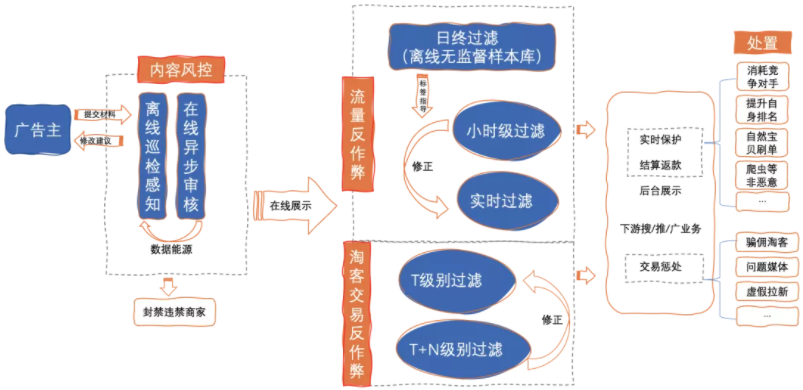 广告主
提交材料
修改建议
内容风控
离线巡检感知
在线异步审核
数据能源
封禁违禁商家
在线展示
流量反作弊
日终过滤
(离线无监督样本库)
标签指导
小时级过滤
修正
实时过滤
淘客交易反作弊
T级别过滤
修正
T+N级别过滤
实时保护
结算返款
后台展示
下游搜/推/广业务
交易惩处
处置
消耗竞
争对手
提升自
身排名
自然宝
贝刷单
爬虫等
非恶意
...
骗佣淘客
问题媒体
虚假拉新
...